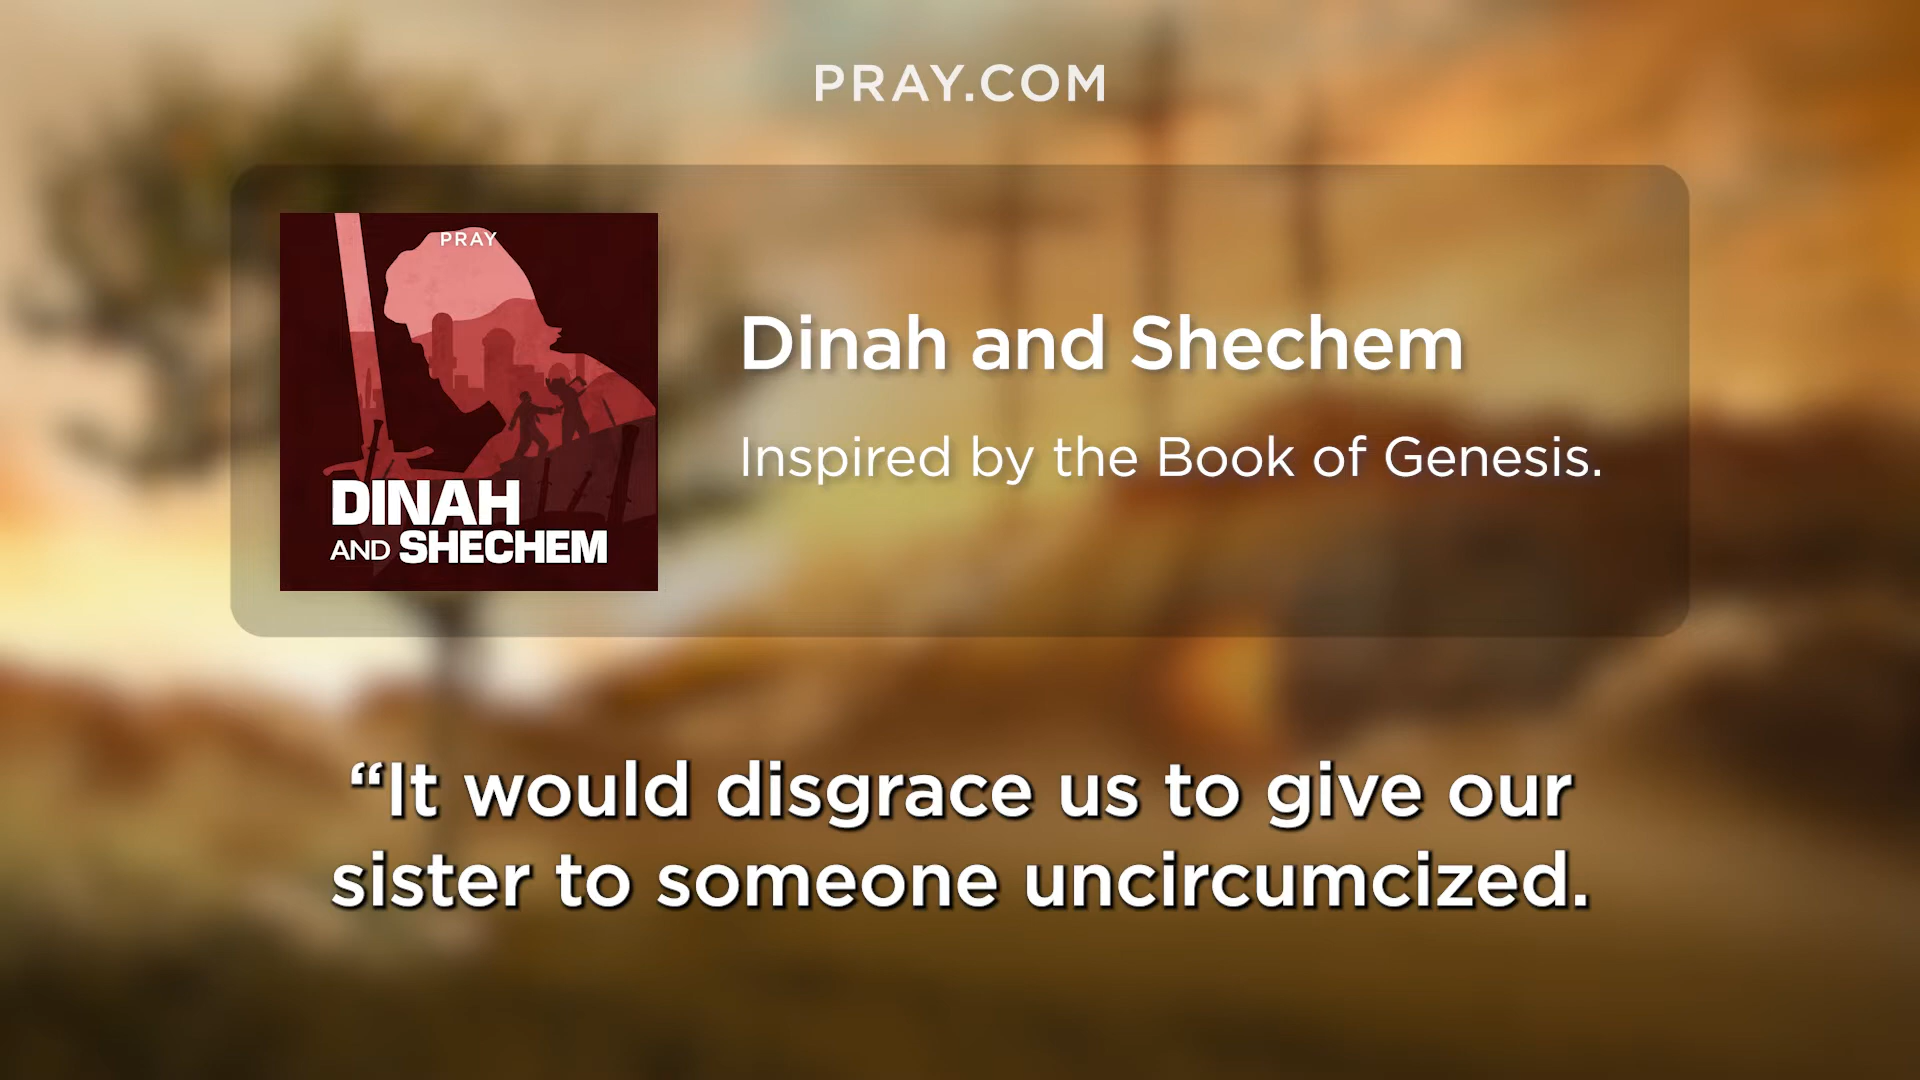 PRAY.COM
PRAY
DINAH
AND SHECHEM
Dinah and Shechem
Inspired by the Book of Genesis.
“It would disgrace us to give our
sister to someone uncircumcized.